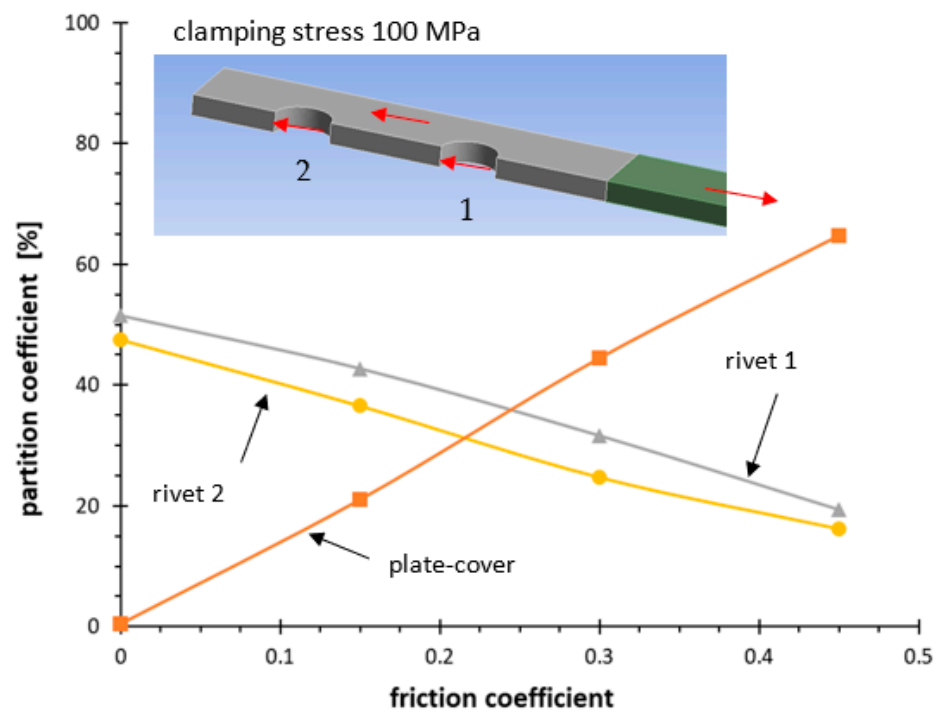 100
clamping stress 100 MPa
80
2
1
60
partition coefficient [%]
rivet 1
40
rivet 2
20
plate-cover
0
0 0.1 0.2 0.3 0.4 0.5
friction coefficient